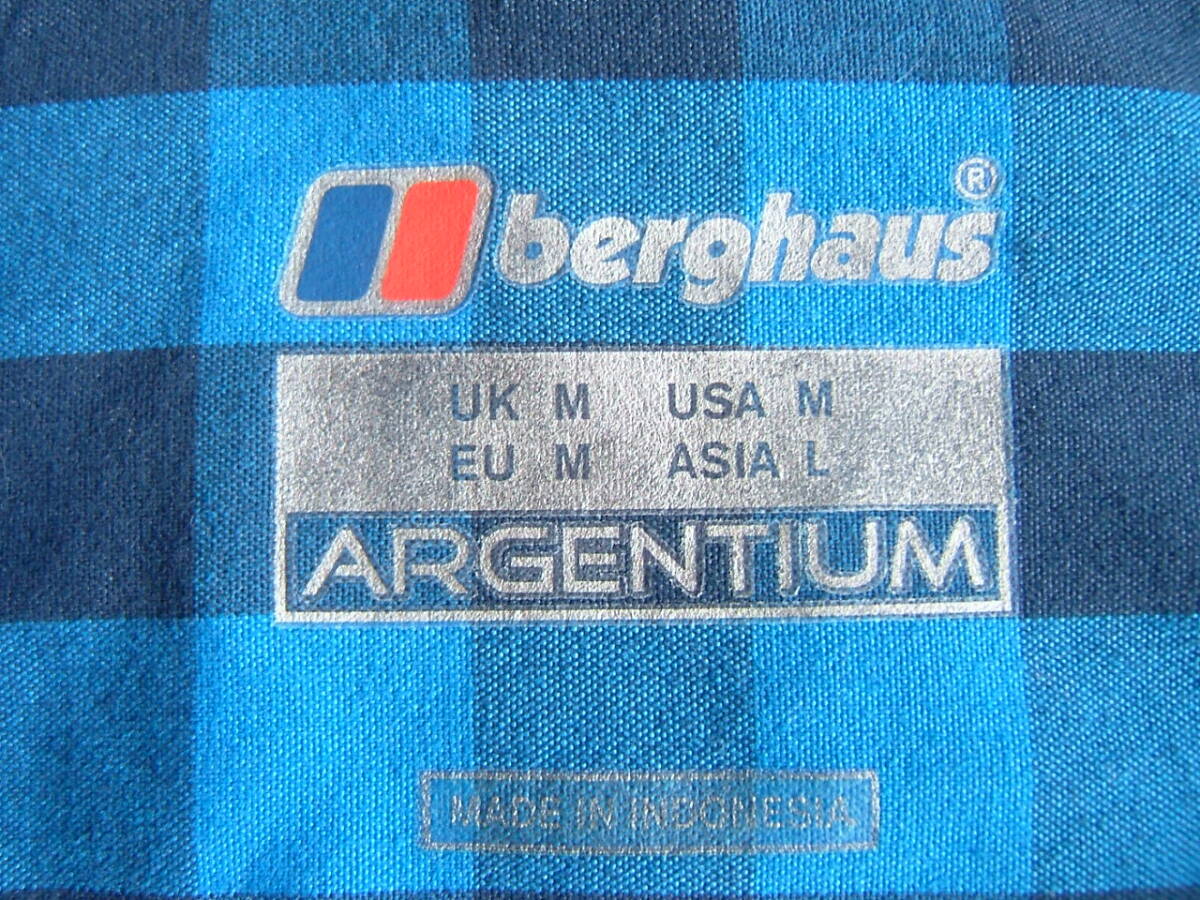 berghaus®
UK M USA M
EU M ASIA L
ARGENTIUM
MADE IN INDONESIA